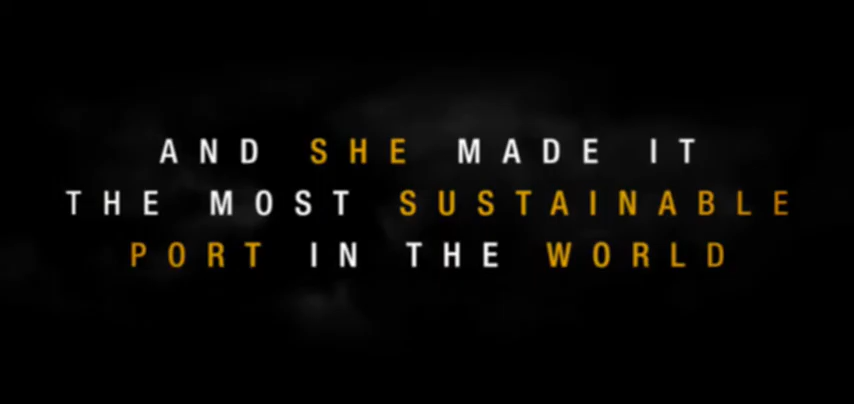 AND SHE MADE IT
THE MOST SUSTAINABLE
PORT IN THE WORLD